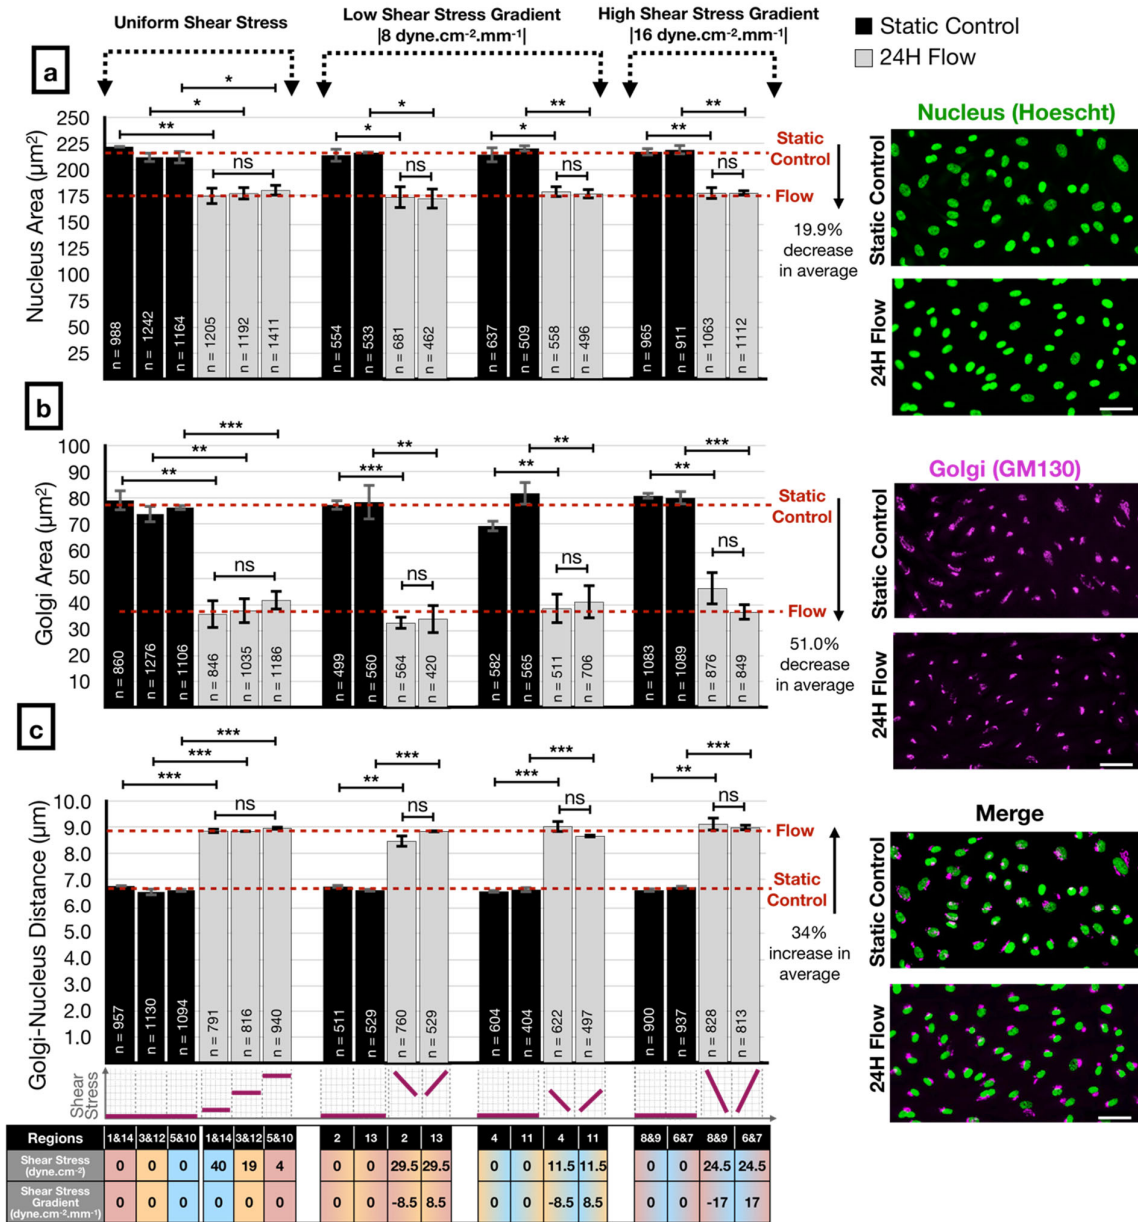 Uniform Shear Stress
Low Shear Stress Gradient
|8 dyne.cm⁻².mm⁻¹|
High Shear Stress Gradient
|16 dyne.cm⁻².mm⁻¹|
Static Control
24H Flow
a
Nucleus Area (µm²)
250
225
200
175
150
125
100
75
50
25
** * *
ns
* *
ns
* **
ns
** **
ns
n = 988
n = 1242
n = 1164
n = 1205
n = 1192
n = 1411
n = 554
n = 533
n = 681
n = 462
n = 637
n = 509
n = 558
n = 496
n = 965
n = 911
n = 1063
n = 1112
Static
Control
Flow
19.9%
decrease
in average
Nucleus (Hoescht)
Static Control
24H Flow
b
Golgi Area (µm²)
100
90
80
70
60
50
40
30
20
10
** ** ***
ns
*** **
ns
** **
ns
** ***
ns
n = 860
n = 1276
n = 1106
n = 846
n = 1035
n = 1186
n = 499
n = 560
n = 564
n = 420
n = 582
n = 565
n = 511
n = 706
n = 1083
n = 1089
n = 876
n = 849
Static
Control
Flow
51.0%
decrease
in average
Golgi (GM130)
Static Control
24H Flow
c
Golgi-Nucleus Distance (µm)
10.0
9.0
8.0
7.0
6.0
5.0
4.0
3.0
2.0
1.0
*** *** ***
ns
** ***
ns
*** ***
ns
** ***
ns
n = 957
n = 1130
n = 1094
n = 791
n = 816
n = 940
n = 511
n = 529
n = 760
n = 529
n = 604
n = 404
n = 622
n = 497
n = 900
n = 937
n = 828
n = 813
Flow
Static
Control
34%
increase in
average
Merge
Static Control
24H Flow
Shear
Stress
Regions 1&14 3&12 5&10 1&14 3&12 5&10 2 13 2 13 4 11 4 11 8&9 6&7 8&9 6&7
Shear Stress
(dyne.cm⁻²) 0 0 0 40 19 4 0 0 29.5 29.5 0 0 11.5 11.5 0 0 24.5 24.5
Shear Stress
Gradient
(dyne.cm⁻².mm⁻¹) 0 0 0 0 0 0 0 0 -8.5 8.5 0 0 -8.5 8.5 0 0 -17 17